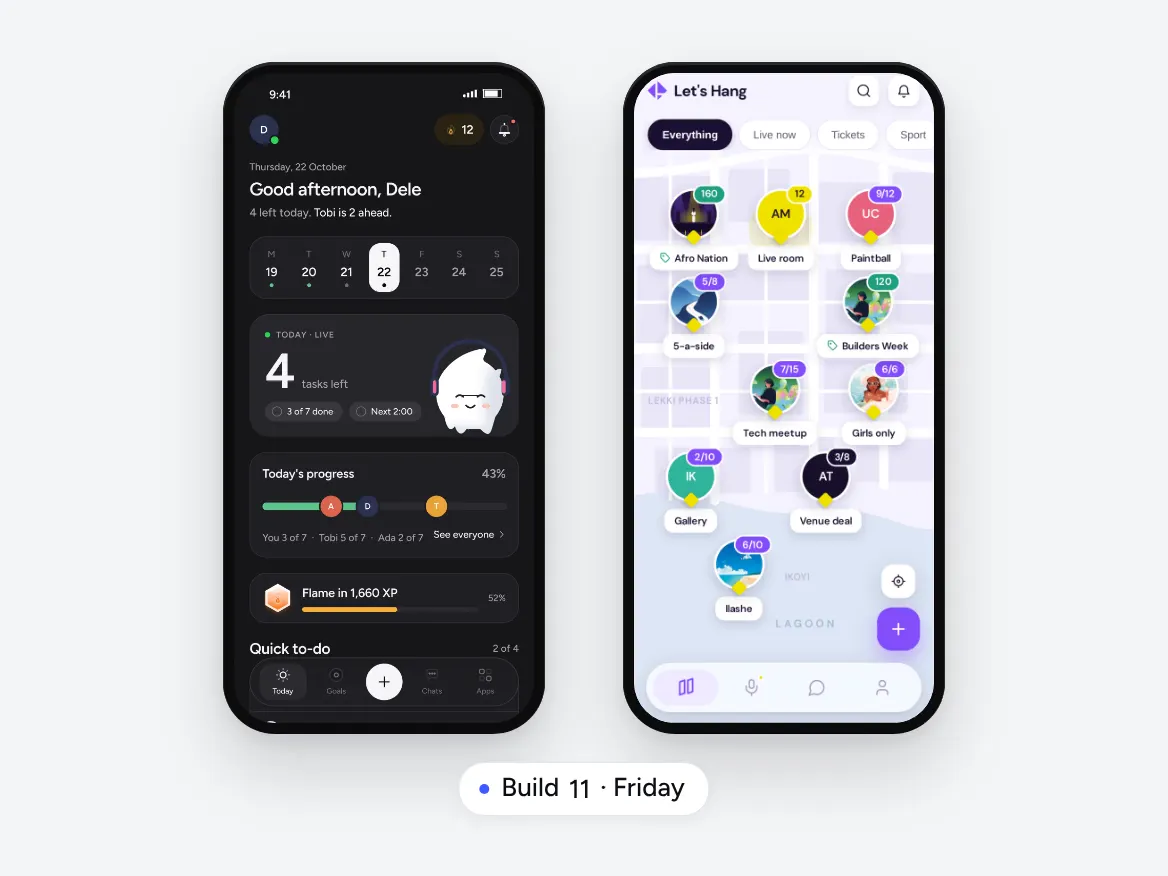 9:41
D
12
Thursday, 22 October
Good afternoon, Dele
4 left today. Tobi is 2 ahead.
M T W T F S S
19 20 21 22 23 24 25
TODAY · LIVE
4 tasks left
3 of 7 done
Next 2:00
Today's progress 43%
A D T
You 3 of 7 · Tobi 5 of 7 · Ada 2 of 7
See everyone
Flame in 1,660 XP
52%
Quick to-do 2 of 4
Today Goals Chats Apps
Let's Hang
Everything Live now Tickets Sport
160
Afro Nation
12
AM
Live room
9/12
UC
Paintball
5/8
5-a-side
120
Builders Week
LEKKI PHASE 1
7/15
Tech meetup
6/6
Girls only
2/10
IK
Gallery
3/8
AT
Venue deal
6/10
Ilashe
IKOYI
LAGOON
Build 11 · Friday